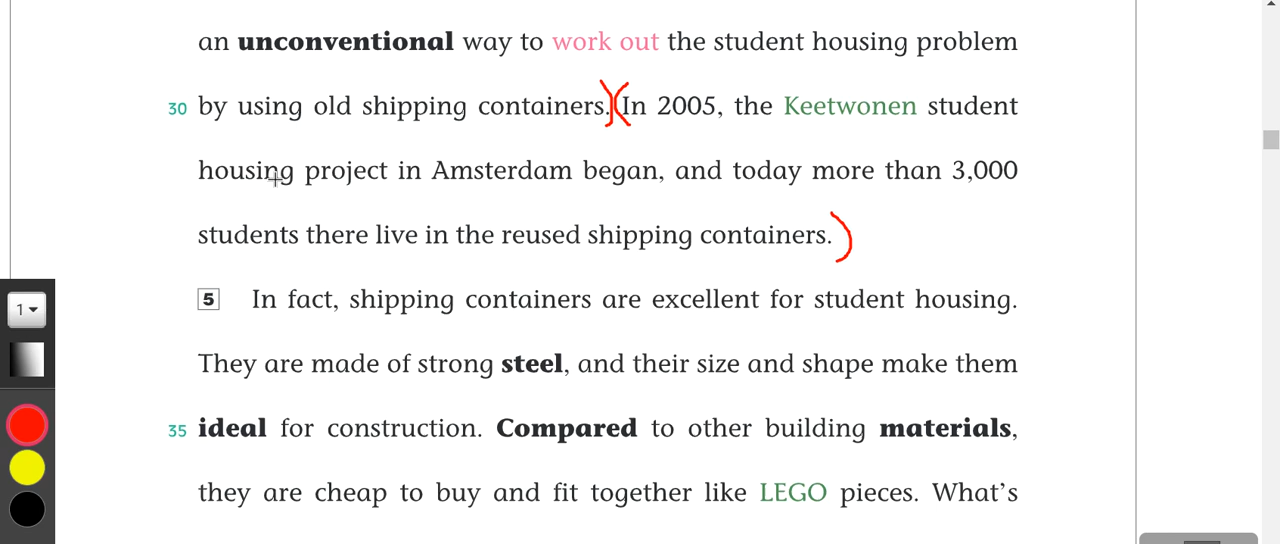 an unconventional way to work out the student housing problem
30 by using old shipping containers. In 2005, the Keetwonen student
housing project in Amsterdam began, and today more than 3,000
students there live in the reused shipping containers.
5 In fact, shipping containers are excellent for student housing.
1
They are made of strong steel, and their size and shape make them
35 ideal for construction. Compared to other building materials,
they are cheap to buy and fit together like LEGO pieces. What's